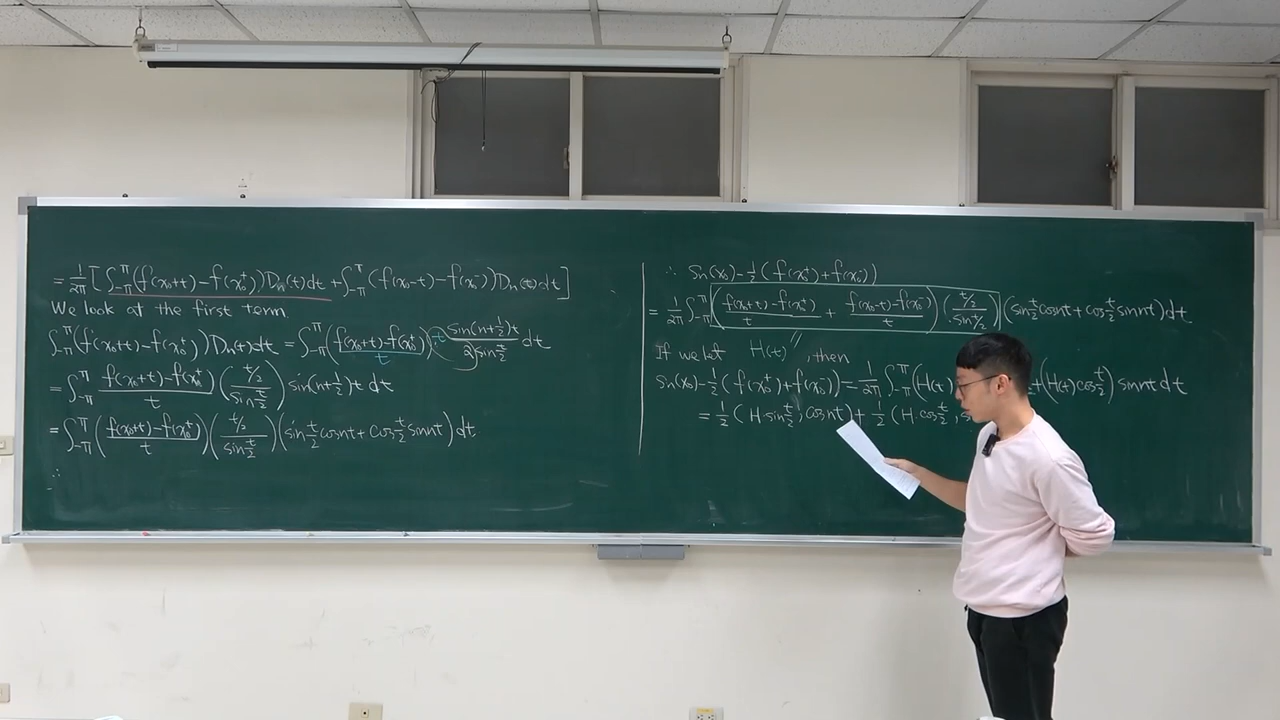 = 1/2π [ ∫_{-π}^{π} (f(x₀+t)-f(x₀⁺)) Dₙ(t)dt + ∫_{-π}^{π} (f(x₀-t)-f(x₀⁻)) Dₙ(t)dt ]
We look at the first term
∫_{-π}^{π} (f(x₀+t)-f(x₀⁺)) Dₙ(t)dt = ∫_{-π}^{π} ( (f(x₀+t)-f(x₀⁺))/t ) ( t · sin(n+1/2)t / 2 sin t/2 ) dt
= ∫_{-π}^{π} (f(x₀+t)-f(x₀⁺))/t ( (t/2)/(sin t/2) ) sin(n+1/2)t dt
= ∫_{-π}^{π} ( (f(x₀+t)-f(x₀⁺))/t ) ( (t/2)/(sin t/2) ) ( sin t/2 cos nt + cos t/2 sin nt ) dt
∴
∴ Sn(x₀) - 1/2 ( f(x₀⁺) + f(x₀⁻) )
= 1/2π ∫_{-π}^{π} ( (f(x₀+t)-f(x₀⁺))/t + (f(x₀-t)-f(x₀⁻))/t ) ( (t/2)/(sin t/2) ) ( sin t/2 cos nt + cos t/2 sin nt ) dt
If we let H(t) , then
Sn(x₀) - 1/2 ( f(x₀⁺) + f(x₀⁻) ) = 1/2π ∫_{-π}^{π} (H(t) + (H(t) cos t/2) sin nt dt
= 1/2 ( H·sin t/2, cos nt ) + 1/2 ( H·cos t/2,